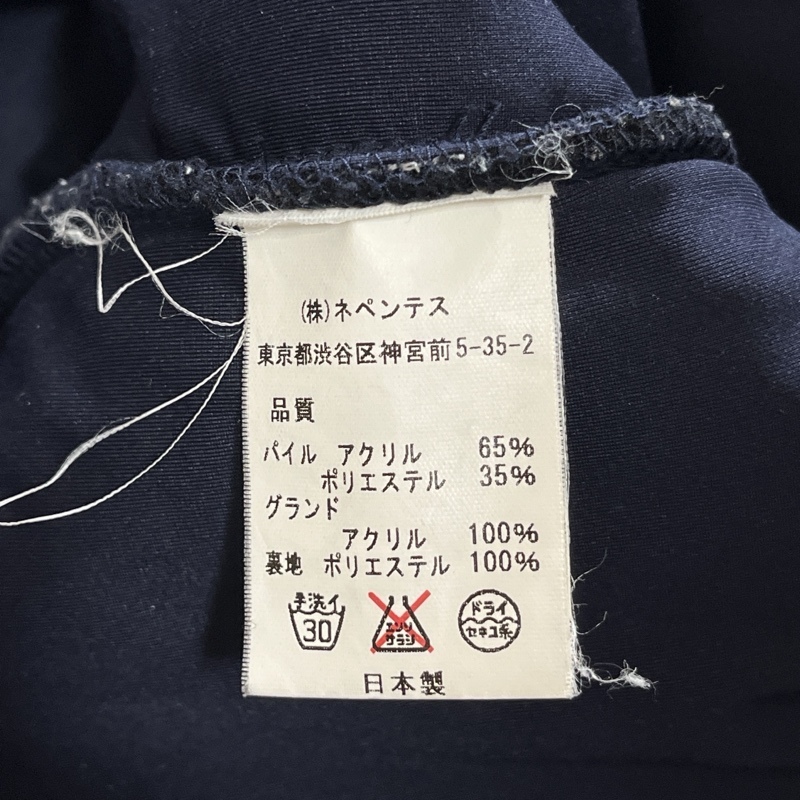 (株)ネペンテス
東京都渋谷区神宮前5-35-2
品質
パイル アクリル 65%
ポリエステル 35%
グランド
アクリル 100%
裏地 ポリエステル 100%
手洗イ 30
エンソサラシ
ドライ セキユ系
日本製